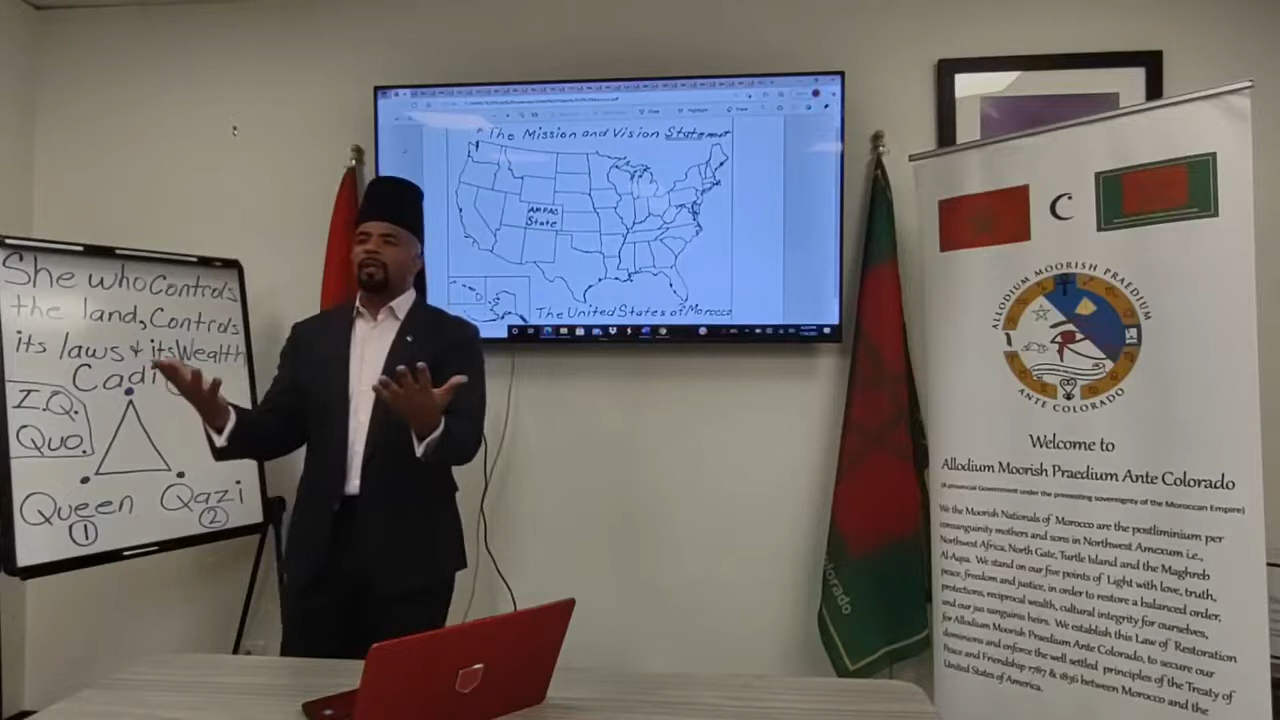 She who Controls
the land, Controls
its laws + its Wealth
Cadi
I.Q.
Quo.
Queen
1
Qazi
2
The Mission and Vision Statemnt
AMPAC
State
The United States of Morocco
Colorado
ALLODIUM MOORISH PRAEDIUM
ANTE COLORADO
Welcome to
Allodium Moorish Praedium Ante Colorado
(A provincial Government under the preexisting sovereignty of the Moroccan Empire)
We the Moorish Nationals of Morocco are the postliminium per
consanguinity mothers and sons in Northwest Amexum i.e.,
Northwest Africa, North Gate, Turtle Island and the Maghreb
Al-Aqsa. We stand on our five points of Light with love, truth,
peace, freedom and justice, in order to restore a balanced order,
protections, reciprocal wealth, cultural integrity for ourselves,
and our jus sanguinis heirs. We establish this Law of Restoration
for Allodium Moorish Praedium Ante Colorado, to secure our
dominions and enforce the well settled principles of the Treaty of
Peace and Friendship 1787 & 1836 between Morocco and the
United States of America.